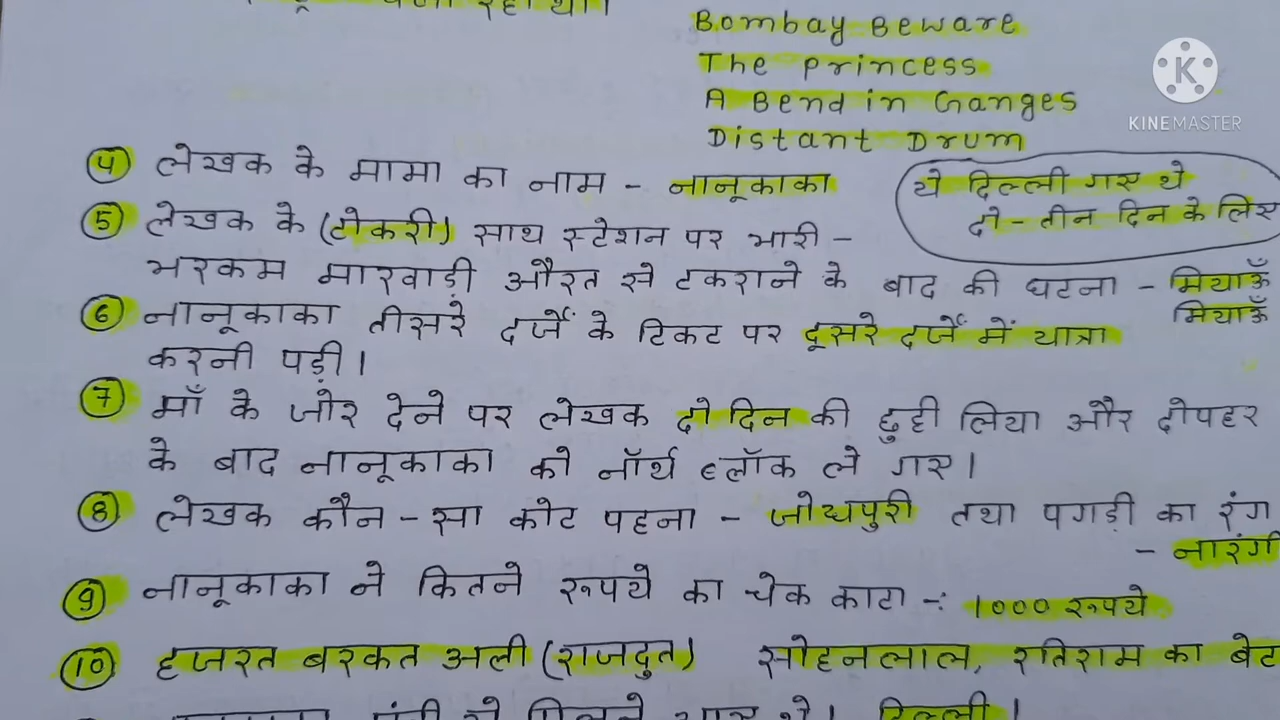 Bombay Beware
The princess
A Bend in Ganges
Distant Drum
KINEMASTER
④ लेखक के मामा का नाम - नानूकाका
ये दिल्ली गए थे
दो - तीन दिन के लिए
⑤ लेखक के (टोकरी) साथ स्टेशन पर भारी -
भरकम मारवाड़ी औरत से टकराने के बाद की घटना - मियाऊँ
मियाऊँ
⑥ नानूकाका तीसरे दर्जे के टिकट पर दूसरे दर्जे में यात्रा
करनी पड़ी।
⑦ माँ के जोर देने पर लेखक दो दिन की छुट्टी लिया और दोपहर
के बाद नानूकाका को नॉर्थ ब्लॉक ले गए।
⑧ लेखक कौन - सा कोट पहना - जोधपुरी तथा पगड़ी का रंग
- नारंगी
⑨ नानूकाका ने कितने रूपये का चेक काटा -: 1000 रूपये
⑩ हजरत बरकत अली (राजदुत) सोहनलाल, रतिराम का बेट
से मिलने दिल्ली।